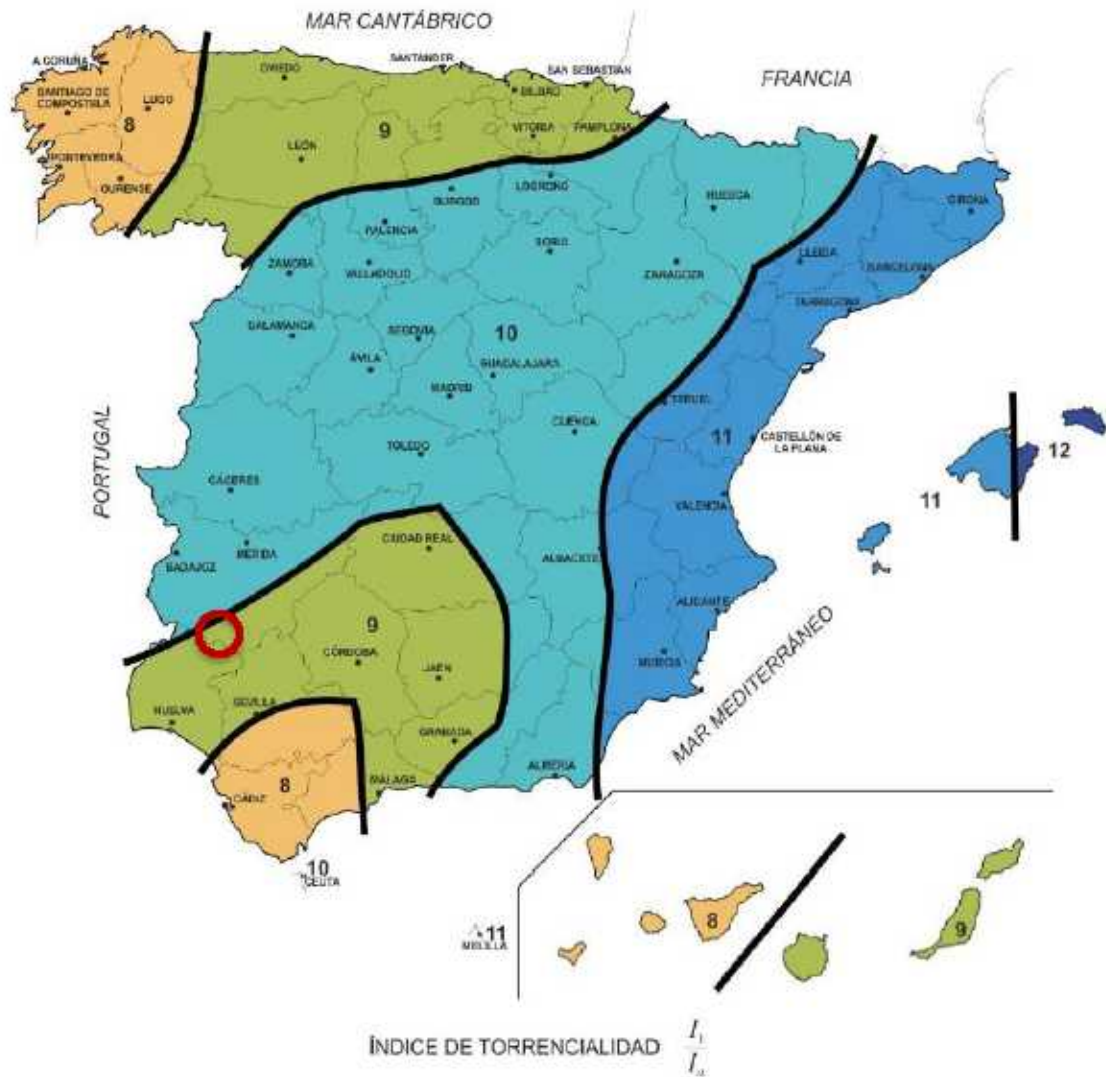 MAR CANTÁBRICO
A CORUÑA
OVIEDO
SANTANDER
SAN SEBASTIÁN
FRANCIA
SANTIAGO DE
COMPOSTELA
LUGO
BILBAO
8
9
VITORIA
PAMPLONA
LEÓN
PONTEVEDRA
OURENSE
LOGROÑO
BURGOS
HUESCA
GIRONA
PALENCIA
SORIA
ZAMORA
VALLADOLID
ZARAGOZA
LLEIDA
BARCELONA
TARRAGONA
SALAMANCA
SEGOVIA
10
ÁVILA
GUADALAJARA
MADRID
TERUEL
CUENCA
11
CASTELLÓN DE
LA PLANA
12
TOLEDO
PORTUGAL
CÁCERES
VALENCIA
11
CIUDAD REAL
MÉRIDA
BADAJOZ
ALBACETE
ALICANTE
9
CÓRDOBA
JAÉN
MURCIA
MAR MEDITERRÁNEO
HUELVA
SEVILLA
GRANADA
ALMERÍA
MÁLAGA
8
CÁDIZ
10
CEUTA
11
MELILLA
8
9
ÍNDICE DE TORRENCIALIDAD I₁/Id